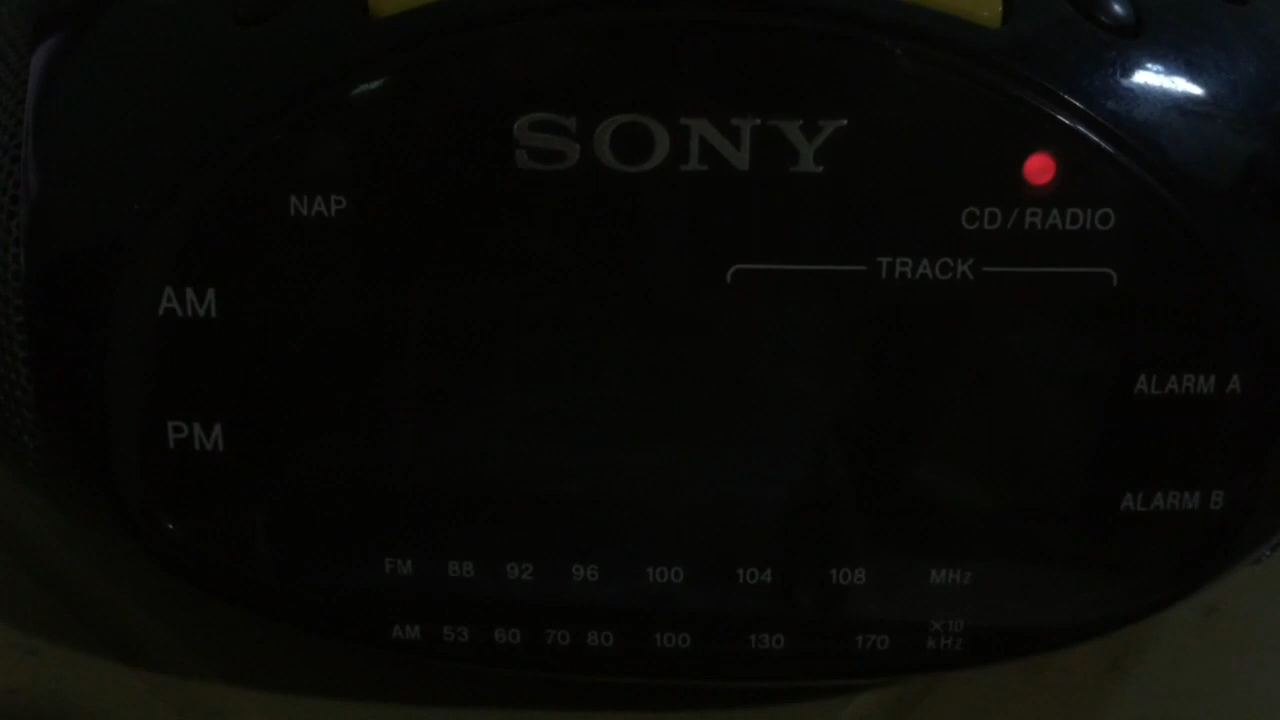 SONY
NAP
CD/RADIO
TRACK
AM
PM
ALARM A
ALARM B
FM 88 92 96 100 104 108 MHz
AM 53 60 70 80 100 130 170 X10 kHz